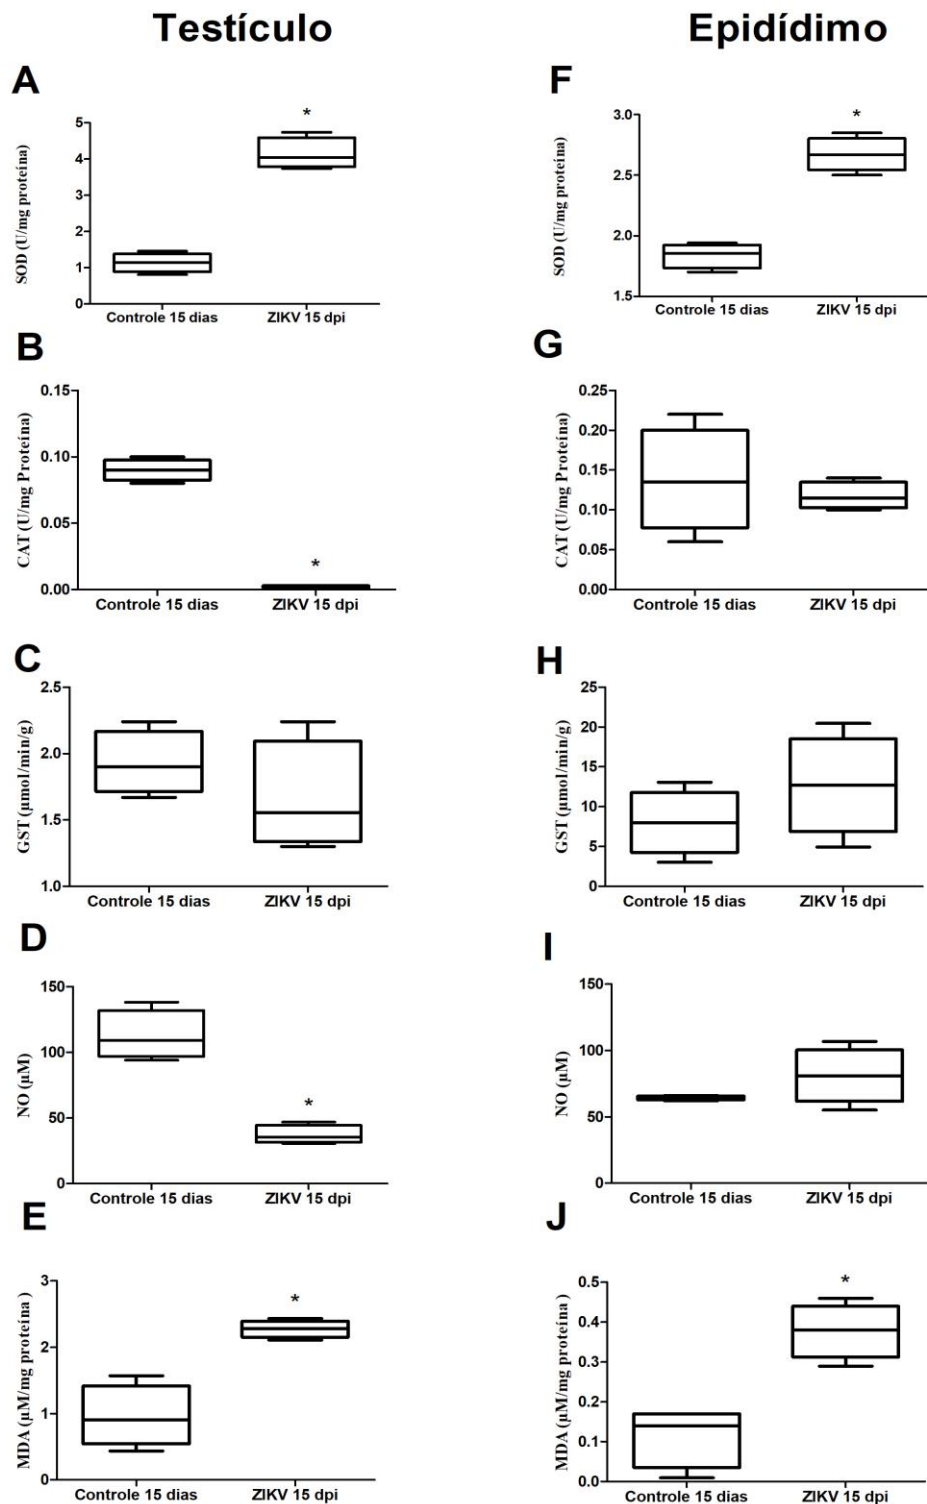 Testículo
Epidídimo
A
SOD (U/mg proteína)
5
4
3
2
1
0
*
Controle 15 dias
ZIKV 15 dpi
F
SOD (U/mg proteína)
3.0
2.5
2.0
1.5
*
Controle 15 dias
ZIKV 15 dpi
B
CAT (U/mg Proteína)
0.15
0.10
0.05
0.00
*
Controle 15 dias
ZIKV 15 dpi
G
CAT (U/mg Proteína)
0.25
0.20
0.15
0.10
0.05
0.00
Controle 15 dias
ZIKV 15 dpi
C
GST (µmol/min/g)
2.5
2.0
1.5
1.0
Controle 15 dias
ZIKV 15 dpi
H
GST (µmol/min/g)
25
20
15
10
5
0
Controle 15 dias
ZIKV 15 dpi
D
NO (µM)
150
100
50
0
*
Controle 15 dias
ZIKV 15 dpi
I
NO (µM)
150
100
50
0
Controle 15 dias
ZIKV 15 dpi
E
MDA (µM/mg proteína )
3
2
1
0
*
Controle 15 dias
ZIKV 15 dpi
J
MDA (µM/mg proteína)
0.5
0.4
0.3
0.2
0.1
0.0
*
Controle 15 dias
ZIKV 15 dpi